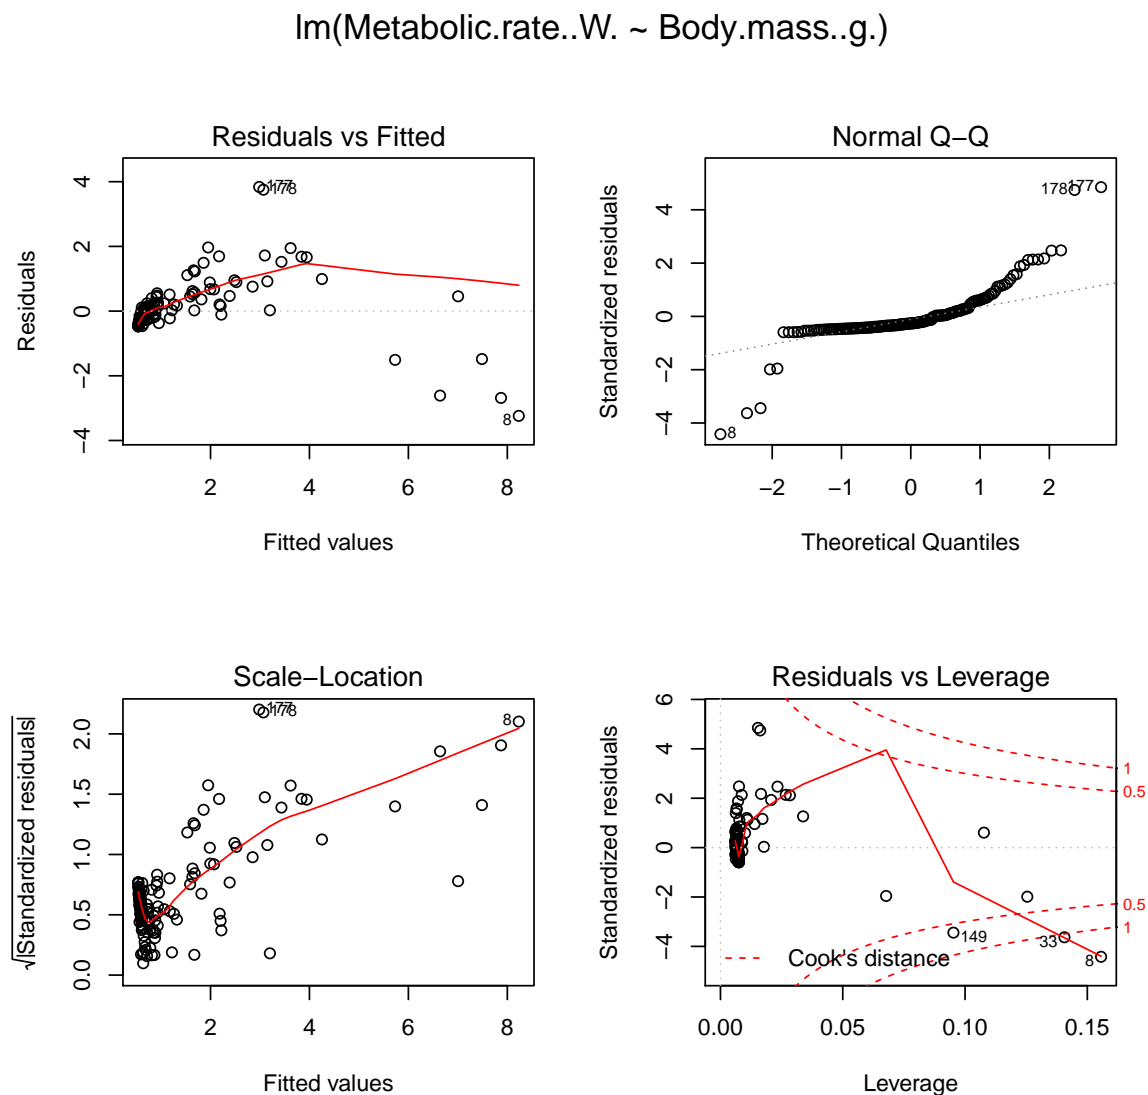 lm(Metabolic.rate..W. ~ Body.mass..g.)
Residuals vs Fitted
Residuals
4
2
0
−2
−4
177
178
8
2 4 6 8
Fitted values
Normal Q−Q
Standardized residuals
4
2
0
−2
−4
178 177
8
−2 −1 0 1 2
Theoretical Quantiles
Scale−Location
√|Standardized residuals|
2.0
1.5
1.0
0.5
0.0
177
178
8
2 4 6 8
Fitted values
Residuals vs Leverage
Standardized residuals
6
4
2
0
−2
−4
1
0.5
0.5
1
149
33
8
Cook's distance
0.00 0.05 0.10 0.15
Leverage